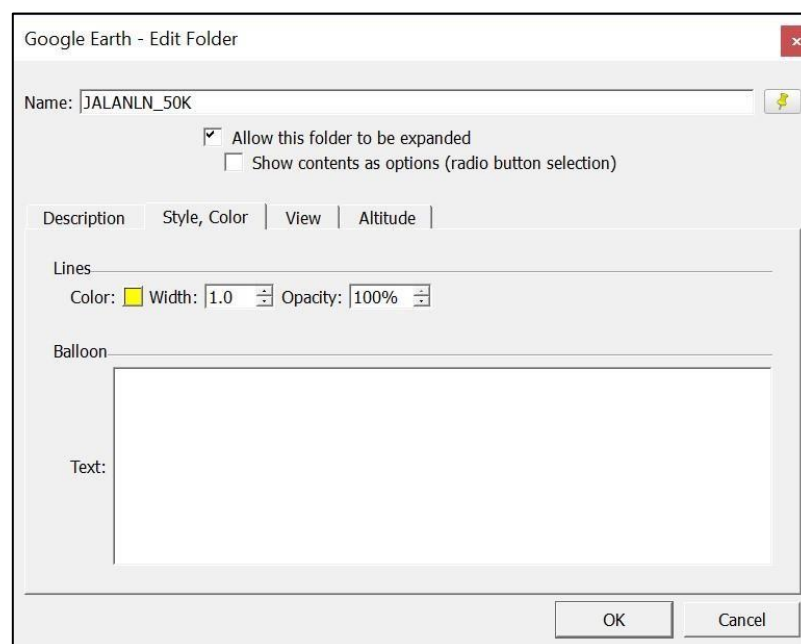 Google Earth - Edit Folder
Name: JALANLN_50K
Allow this folder to be expanded
Show contents as options (radio button selection)
Description Style, Color View Altitude
Lines
Color: Width: 1.0 Opacity: 100%
Balloon
Text:
OK Cancel